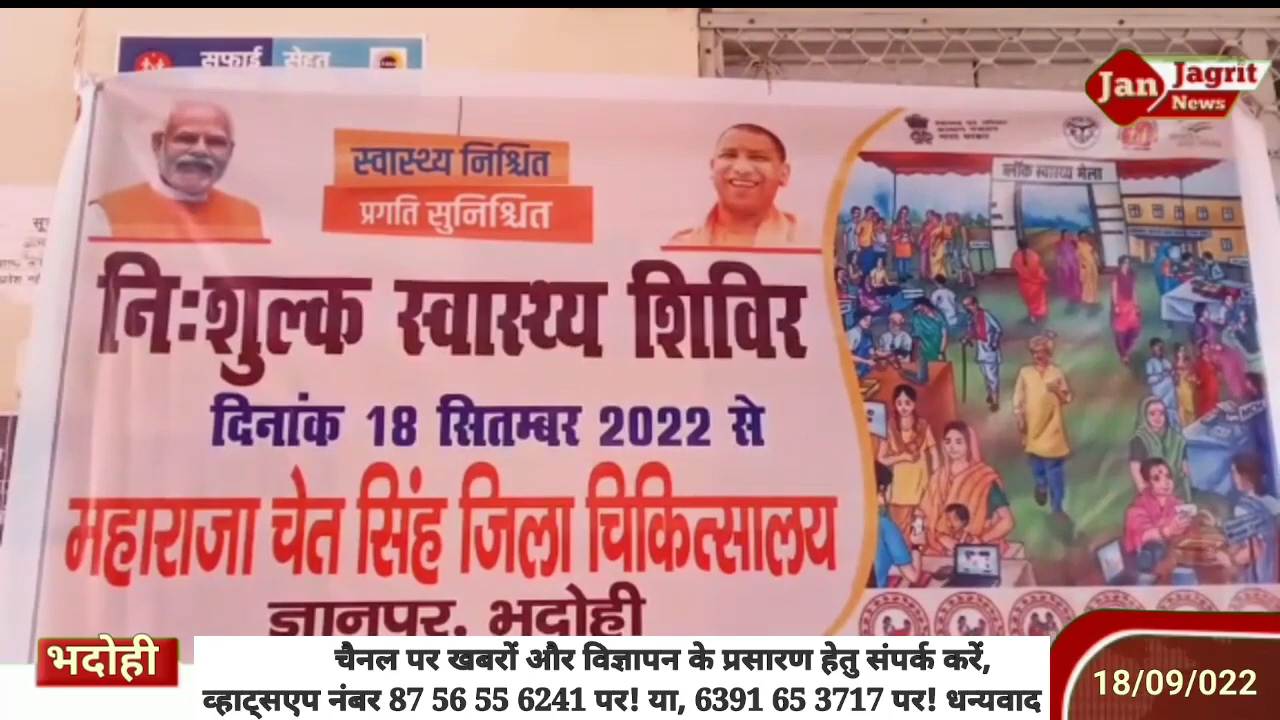 सफाई सेहत
Jan Jagrit
News
स्वास्थ्य निश्चित
प्रगति सुनिश्चित
ब्लॉक स्वास्थ्य मेला
निःशुल्क स्वास्थ्य शिविर
दिनांक 18 सितम्बर 2022 से
महाराजा चेत सिंह जिला चिकित्सालय
ज्ञानपुर, भदोही
भदोही
चैनल पर खबरों और विज्ञापन के प्रसारण हेतु संपर्क करें,
व्हाट्सएप नंबर 87 56 55 6241 पर! या, 6391 65 3717 पर! धन्यवाद
18/09/022